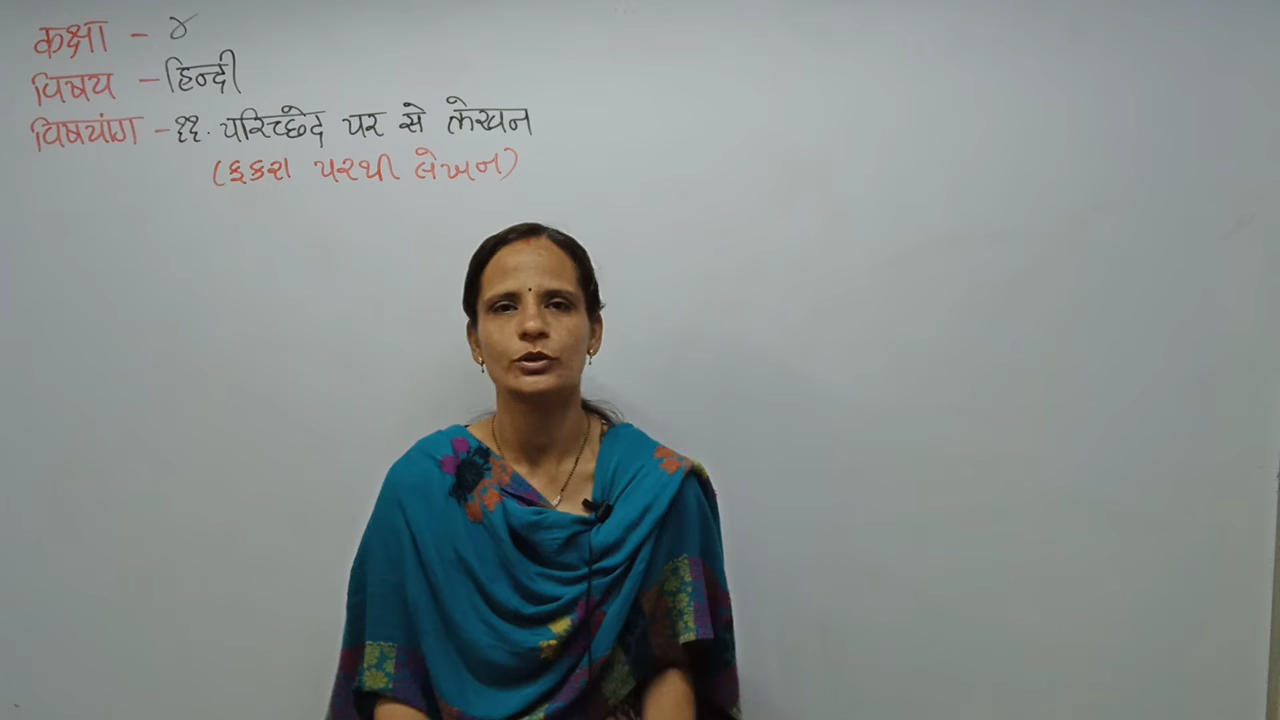 कक्षा - ४
विषय - हिन्दी
विषयांग - ११. परिच्छेद पर से लेखन
(ફકરા પરથી લેખન)